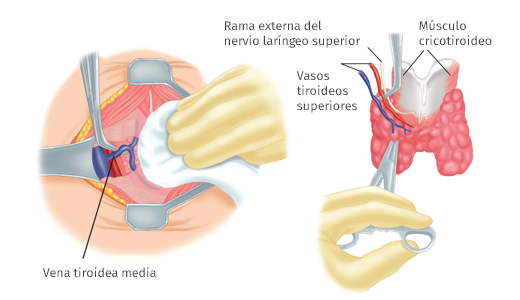 Rama externa del
nervio laríngeo superior
Músculo
cricotiroideo
Vasos
tiroideos
superiores
Vena tiroidea media